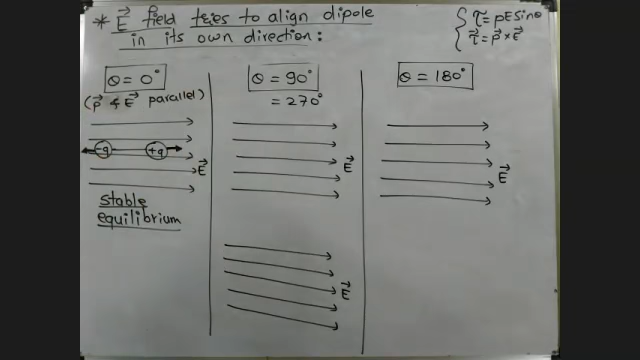 * E⃗ field tries to align dipole
in its own direction:
τ = pE sinθ
τ⃗ = p⃗ × E⃗
θ = 0°
(p⃗ & E⃗ parallel)
-q +q
E⃗
stable
equilibrium
θ = 90°
= 270°
E⃗
E⃗
θ = 180°
E⃗